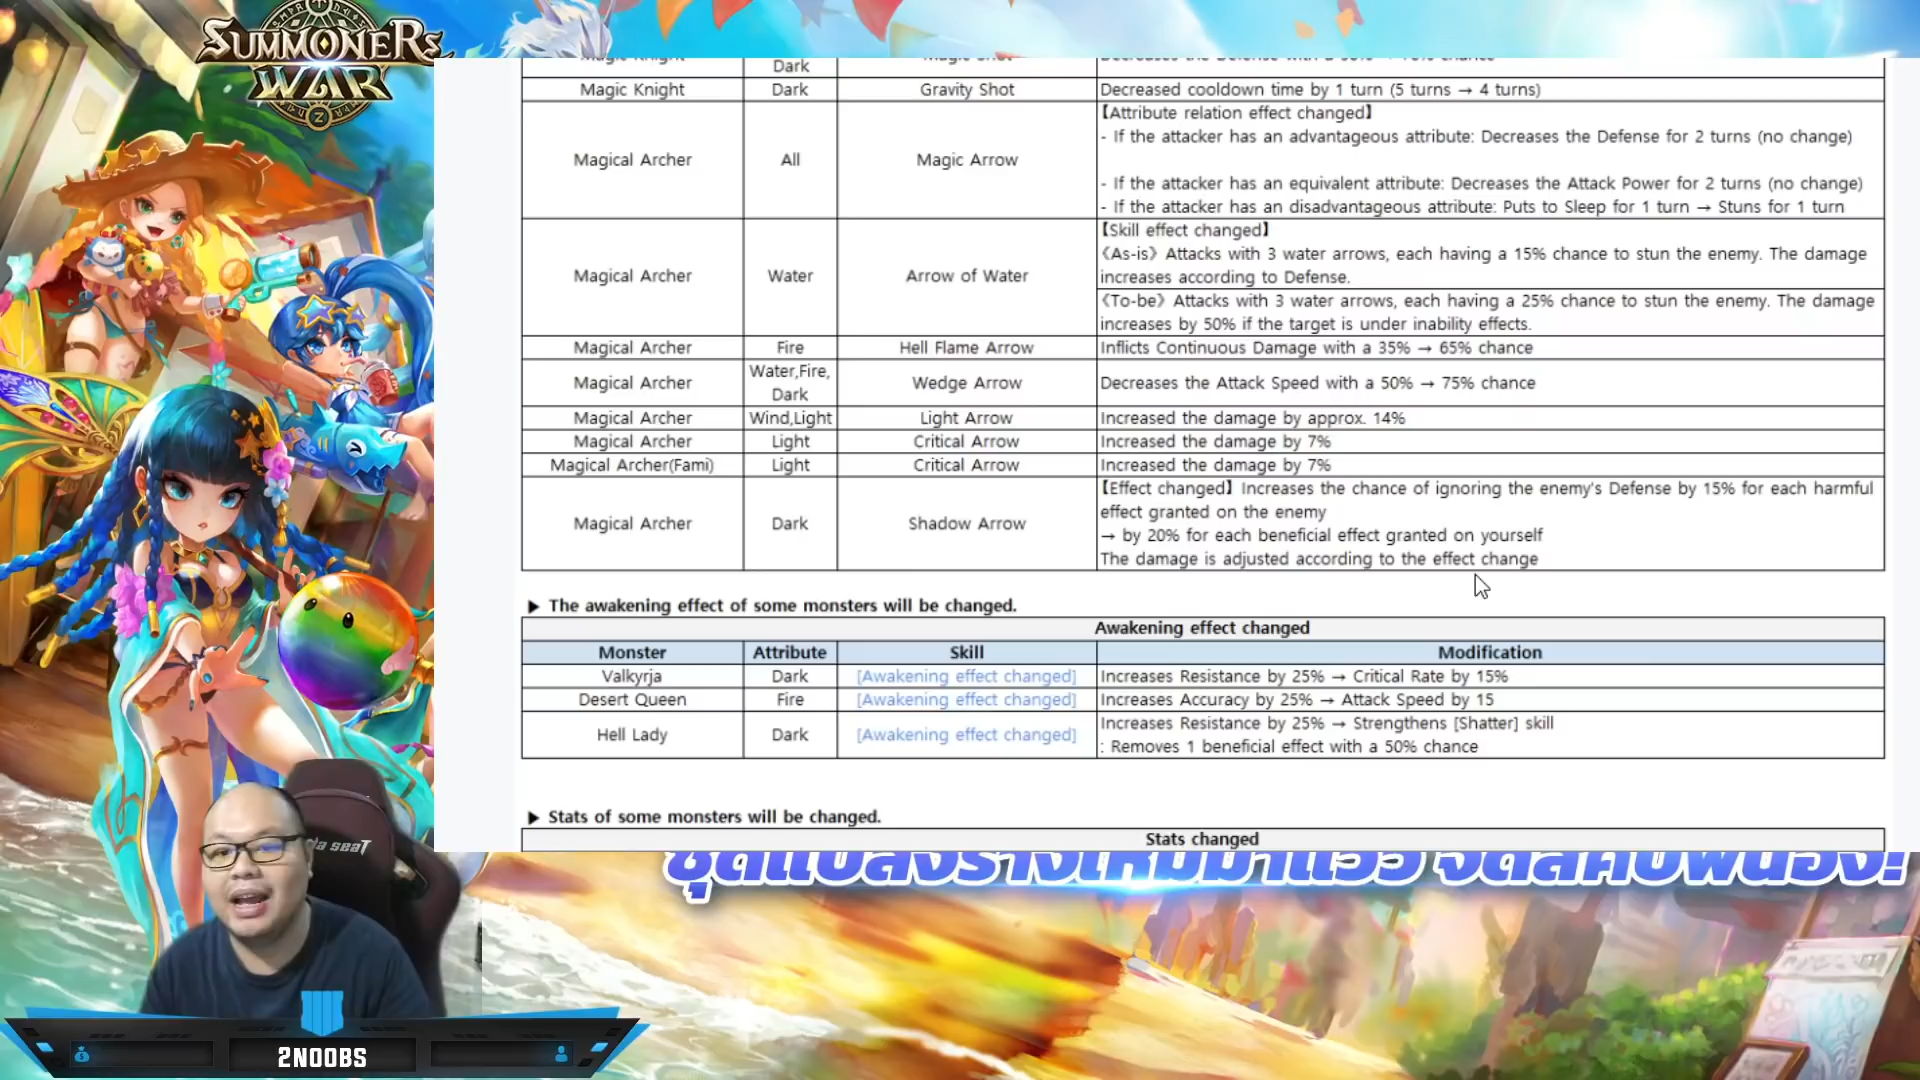 SUMMONERS
WAR
Dark
Magic Knight Dark Gravity Shot Decreased cooldown time by 1 turn (5 turns → 4 turns)
Magical Archer All Magic Arrow
【Attribute relation effect changed】
- If the attacker has an advantageous attribute: Decreases the Defense for 2 turns (no change)
- If the attacker has an equivalent attribute: Decreases the Attack Power for 2 turns (no change)
- If the attacker has an disadvantageous attribute: Puts to Sleep for 1 turn → Stuns for 1 turn
Magical Archer Water Arrow of Water
【Skill effect changed】
《As-is》 Attacks with 3 water arrows, each having a 15% chance to stun the enemy. The damage
increases according to Defense.
《To-be》 Attacks with 3 water arrows, each having a 25% chance to stun the enemy. The damage
increases by 50% if the target is under inability effects.
Magical Archer Fire Hell Flame Arrow Inflicts Continuous Damage with a 35% → 65% chance
Magical Archer Water,Fire,
Dark Wedge Arrow Decreases the Attack Speed with a 50% → 75% chance
Magical Archer Wind,Light Light Arrow Increased the damage by approx. 14%
Magical Archer Light Critical Arrow Increased the damage by 7%
Magical Archer(Fami) Light Critical Arrow Increased the damage by 7%
Magical Archer Dark Shadow Arrow
【Effect changed】 Increases the chance of ignoring the enemy's Defense by 15% for each harmful
effect granted on the enemy
→ by 20% for each beneficial effect granted on yourself
The damage is adjusted according to the effect change
▶ The awakening effect of some monsters will be changed.
Awakening effect changed
Monster Attribute Skill Modification
Valkyrja Dark [Awakening effect changed] Increases Resistance by 25% → Critical Rate by 15%
Desert Queen Fire [Awakening effect changed] Increases Accuracy by 25% → Attack Speed by 15
Hell Lady Dark [Awakening effect changed] Increases Resistance by 25% → Strengthens [Shatter] skill
: Removes 1 beneficial effect with a 50% chance
▶ Stats of some monsters will be changed.
Stats changed
da seat
2NOOBS